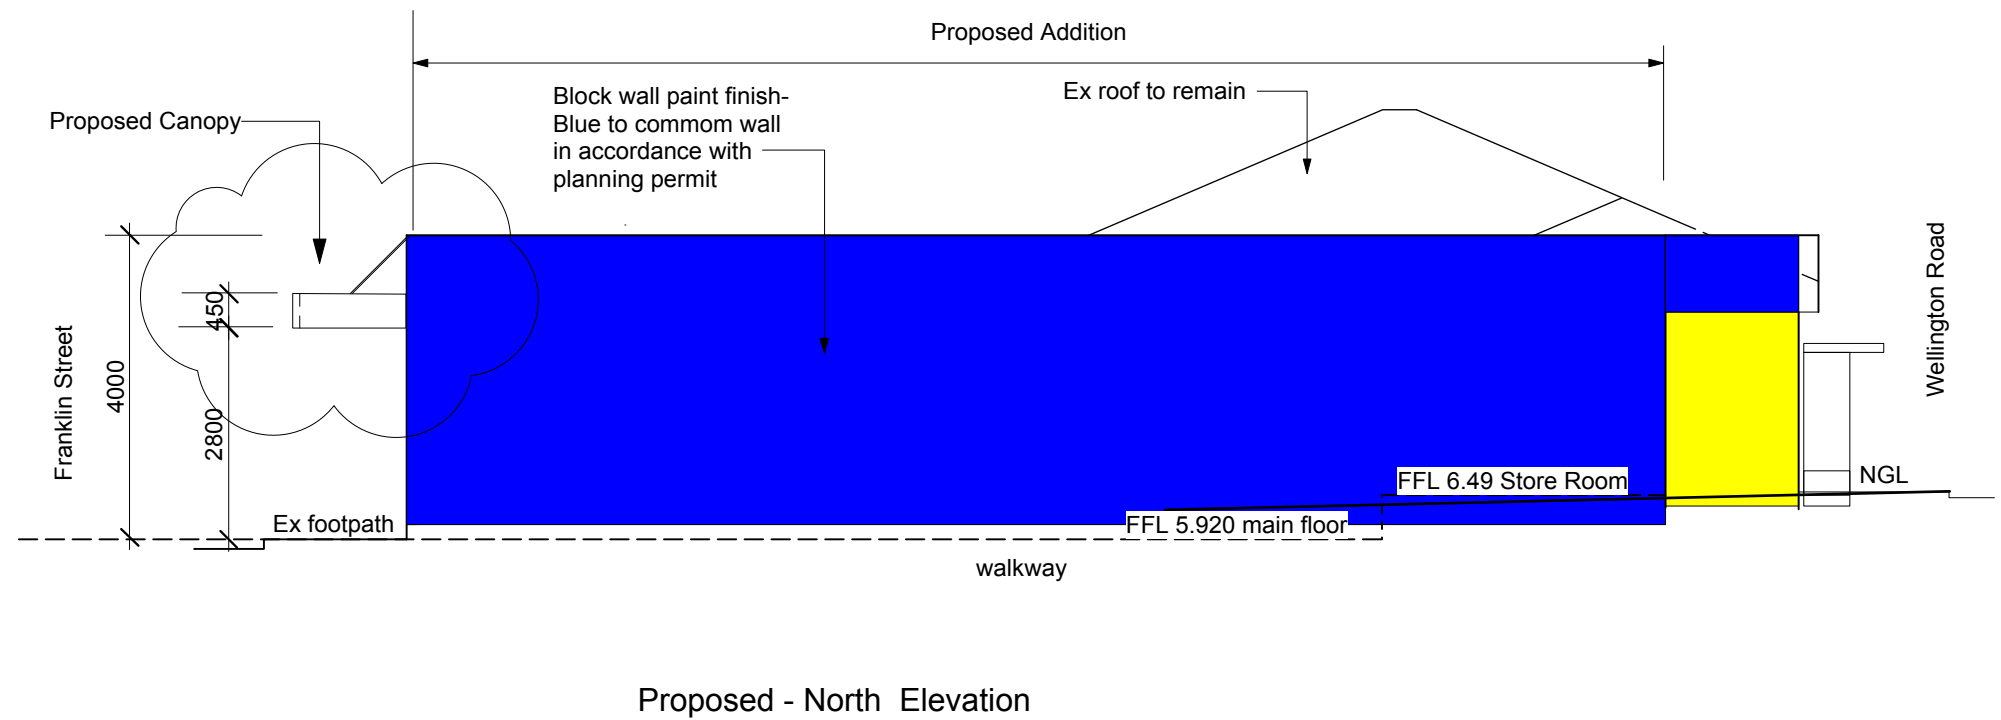 Proposed Addition
Block wall paint finish-
Blue to commom wall
in accordance with
planning permit
Ex roof to remain
Proposed Canopy
Franklin Street
4000
450
2800
Wellington Road
FFL 6.49 Store Room
NGL
Ex footpath
FFL 5.920 main floor
walkway
Proposed - North Elevation